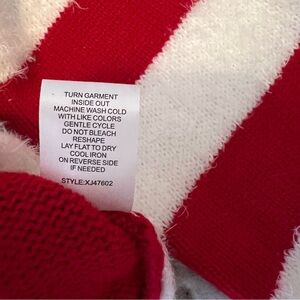 TURN GARMENT
INSIDE OUT
MACHINE WASH COLD
WITH LIKE COLORS
GENTLE CYCLE
DO NOT BLEACH
RESHAPE
LAY FLAT TO DRY
COOL IRON
ON REVERSE SIDE
IF NEEDED
STYLE:XJ47602